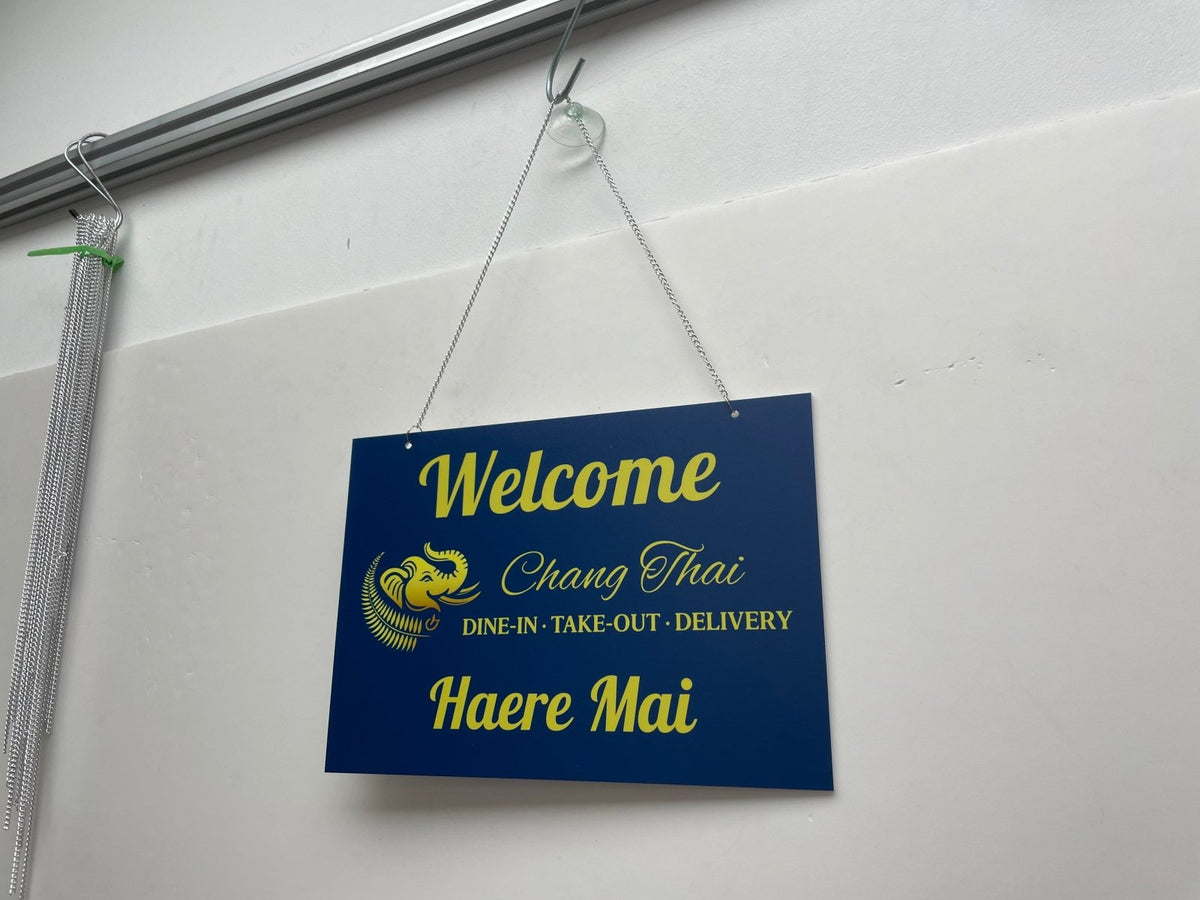 Welcome
Chang Thai
DINE-IN · TAKE-OUT · DELIVERY
Haere Mai